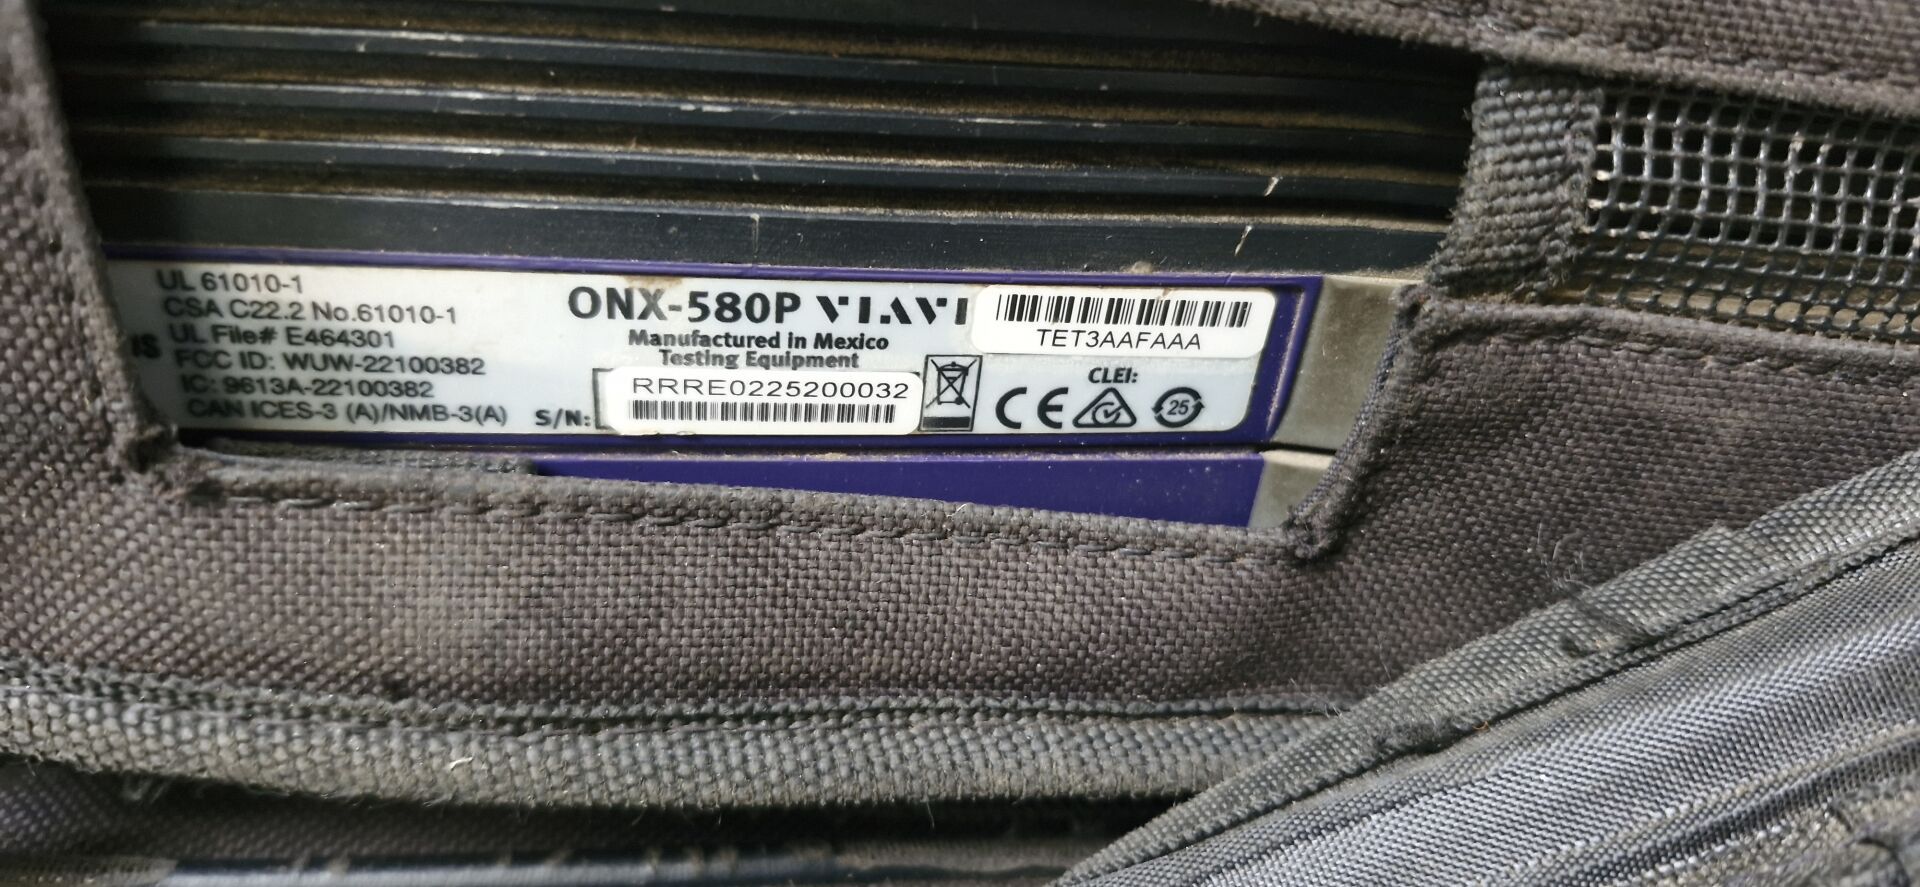 UL 61010-1
CSA C22.2 No.61010-1
UL File# E464301
FCC ID: WUW-22100382
IC: 9613A-22100382
CAN ICES-3 (A)/NMB-3(A)
ONX-580P VIAVI
Manufactured in Mexico
Testing Equipment
S/N: RRRE0225200032
TET3AAFAAA
CLEI:
CE
25